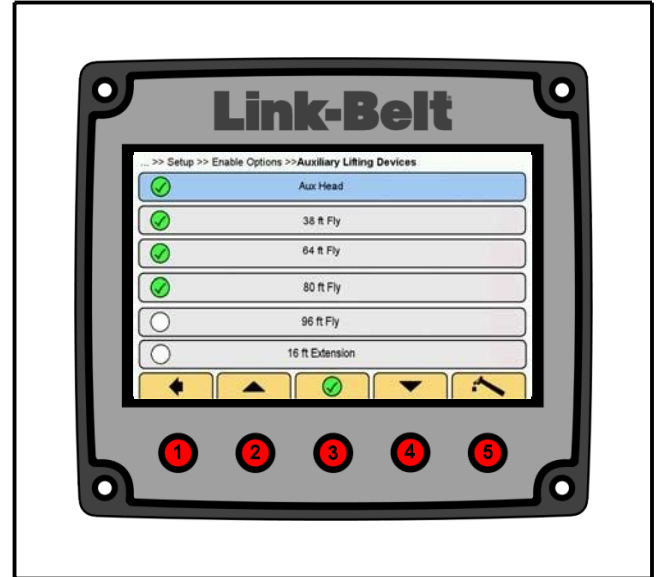 Link-Belt
... >> Setup >> Enable Options >>Auxiliary Lifting Devices
Aux Head
38 ft Fly
64 ft Fly
80 ft Fly
96 ft Fly
16 ft Extension
1 2 3 4 5